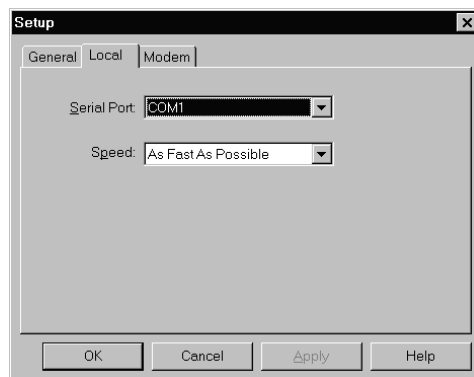 Setup
General Local Modem
Serial Port: COM1
Speed: As Fast As Possible
OK Cancel Apply Help